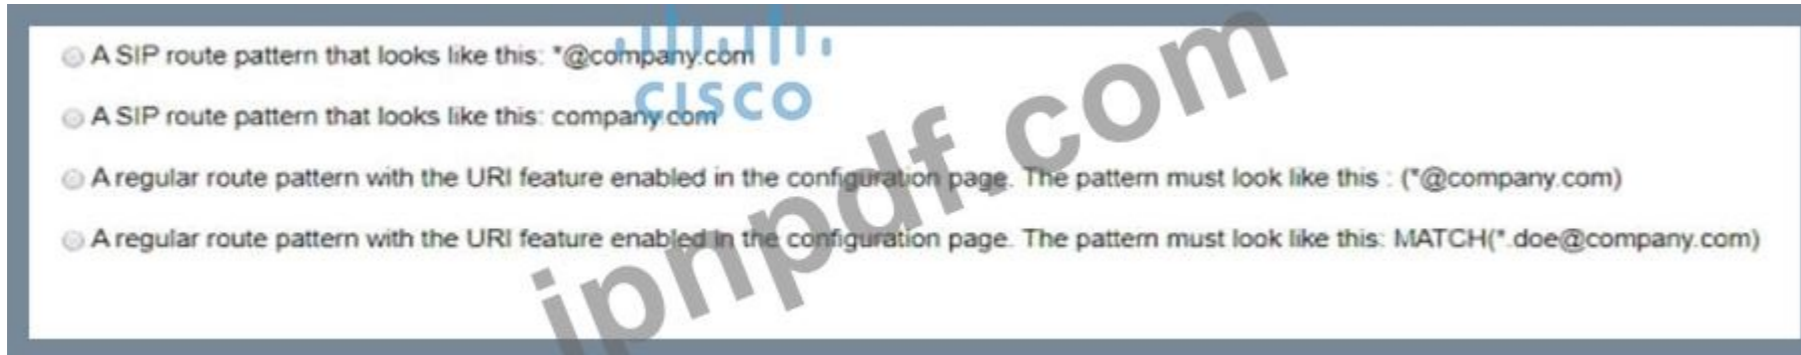 A SIP route pattern that looks like this: *@company.com
A SIP route pattern that looks like this: company.com
CISCO
A regular route pattern with the URI feature enabled in the configuration page. The pattern must look like this : (*@company.com)
A regular route pattern with the URI feature enabled in the configuration page. The pattern must look like this: MATCH(*.doe@company.com)
jpnpdf.com